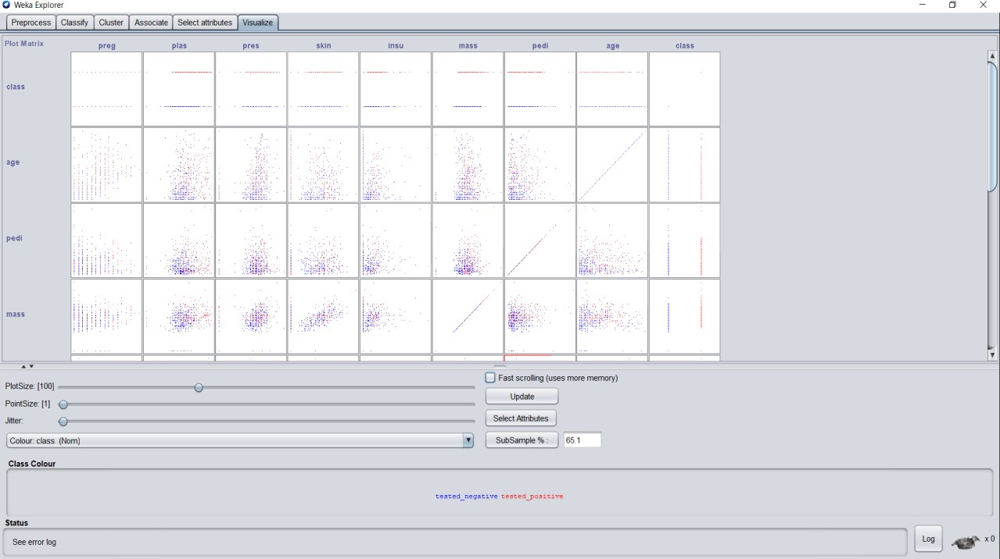 Weka Explorer
Preprocess Classify Cluster Associate Select attributes Visualize
Plot Matrix preg plas pres skin insu mass pedi age class
class
age
pedi
mass
PlotSize: [100]
Fast scrolling (uses more memory)
PointSize: [1]
Update
Jitter:
Select Attributes
Colour: class (Nom)
SubSample % : 65.1
Class Colour
tested_negative tested_positive
Status
See error log
Log
x 0